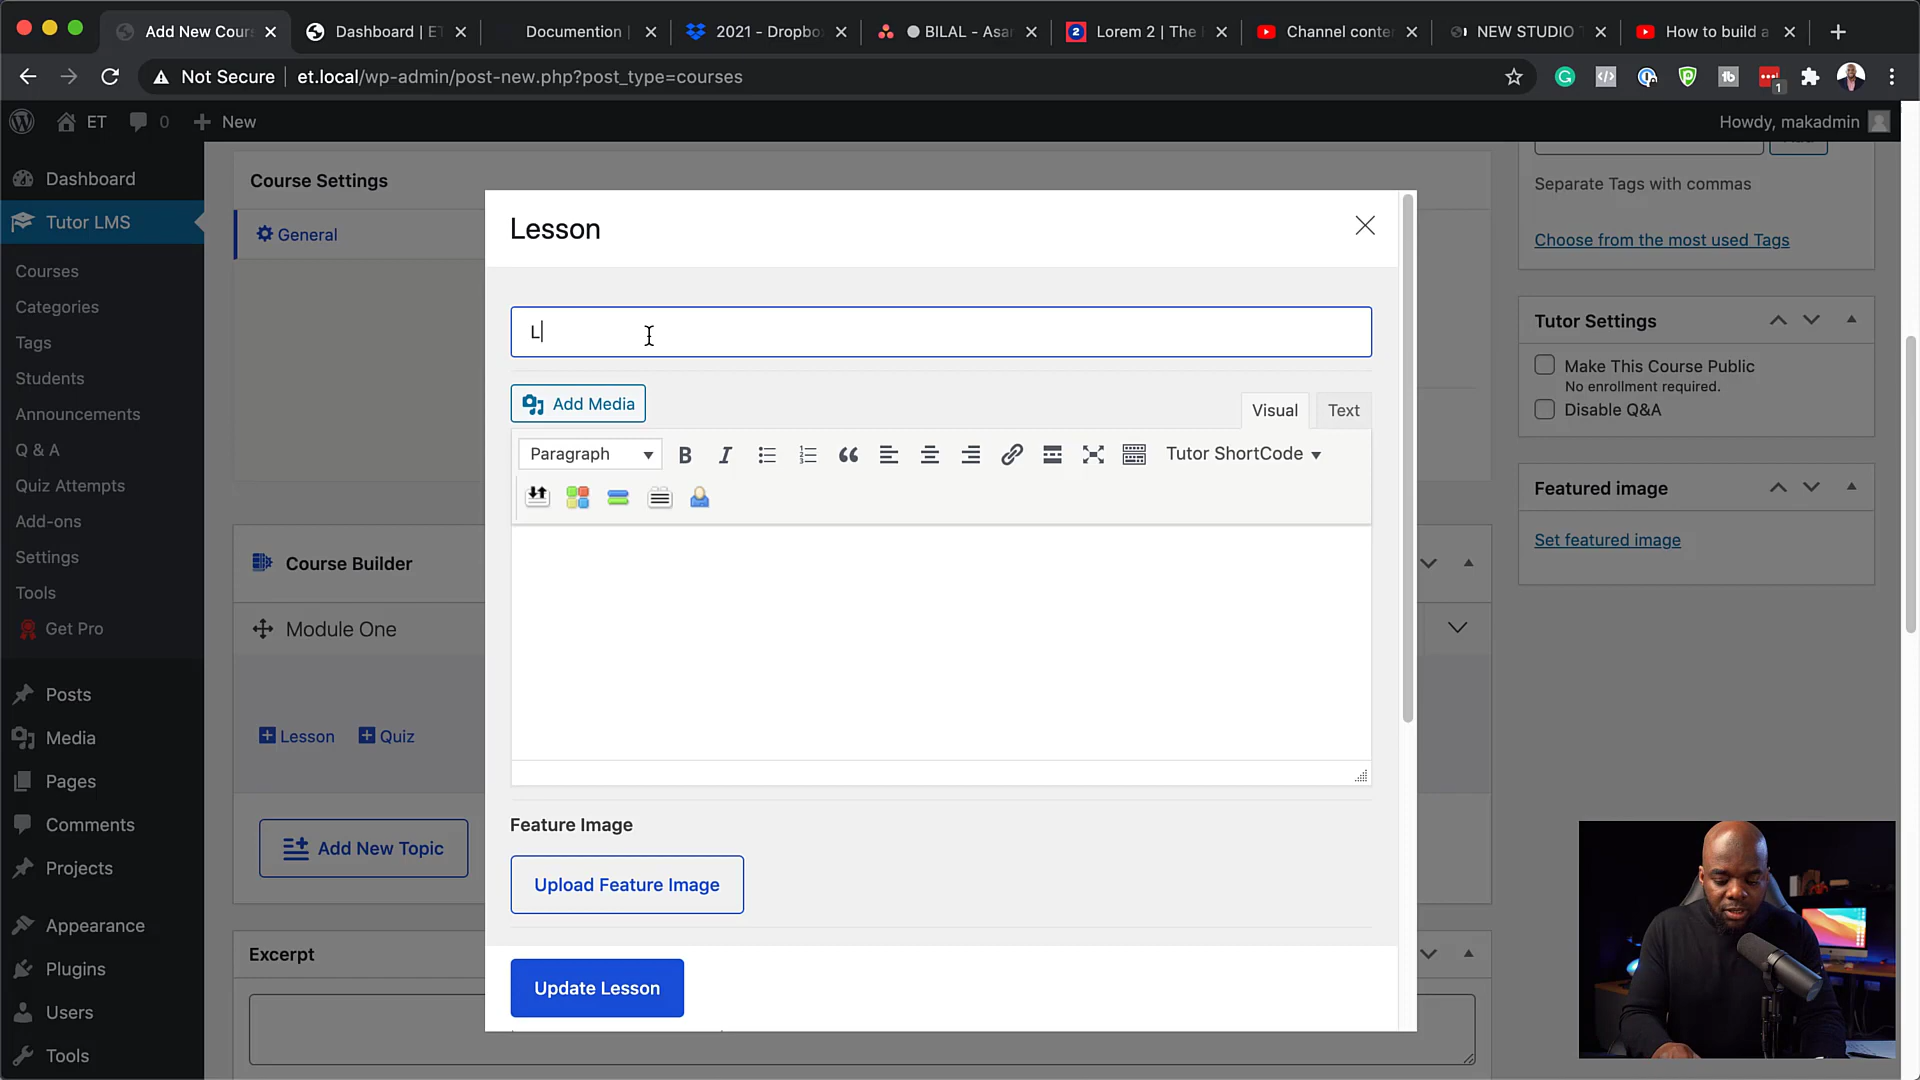 Add New Cour
Dashboard | ET
Documention |
2021 - Dropbo
BILAL - Asa
2 Lorem 2 | The
Channel conte
NEW STUDIO
How to build a
Not Secure et.local/wp-admin/post-new.php?post_type=courses
1
ET 0 New
Howdy, makadmin
Dashboard
Tutor LMS
Courses
Categories
Tags
Students
Announcements
Q & A
Quiz Attempts
Add-ons
Settings
Tools
Get Pro
Posts
Media
Pages
Comments
Projects
Appearance
Plugins
Users
Tools
Course Settings
General
Course Builder
Module One
Lesson Quiz
Add New Topic
Excerpt
Lesson
L
Add Media
Visual Text
Paragraph B I Tutor ShortCode
Feature Image
Upload Feature Image
Update Lesson
Separate Tags with commas
Choose from the most used Tags
Tutor Settings
Make This Course Public
No enrollment required.
Disable Q&A
Featured image
Set featured image